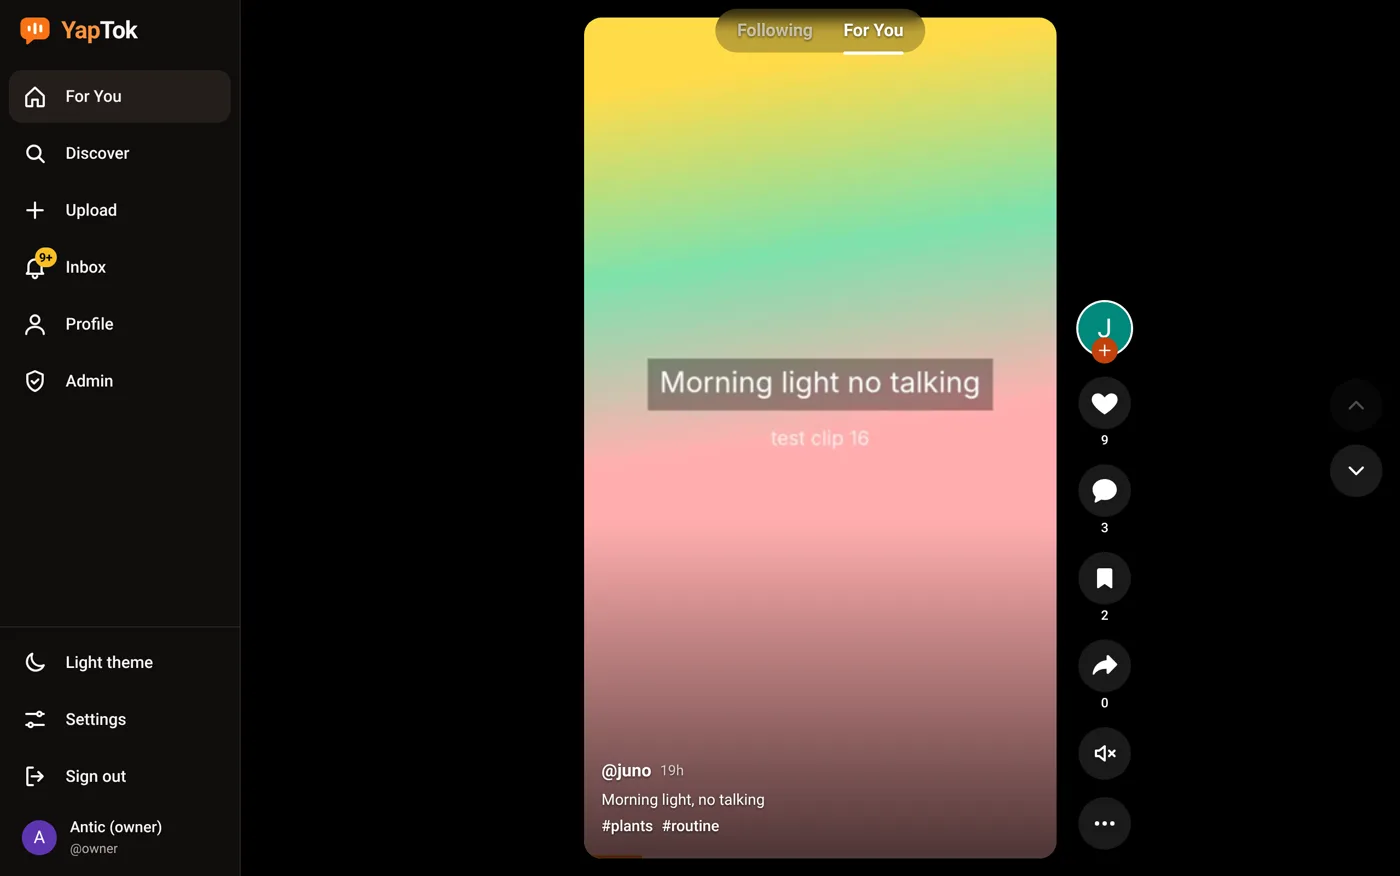 YapTok
For You
Discover
Upload
9+
Inbox
Profile
Admin
Light theme
Settings
Sign out
A
Antic (owner)
@owner
Following
For You
Morning light no talking
test clip 16
@juno 19h
Morning light, no talking
#plants #routine
J
9
3
2
0